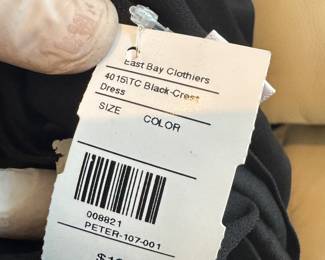 East Bay Clothiers
4015\TC Black-Crest
Dress
SIZE COLOR
008821
PETER-107-001